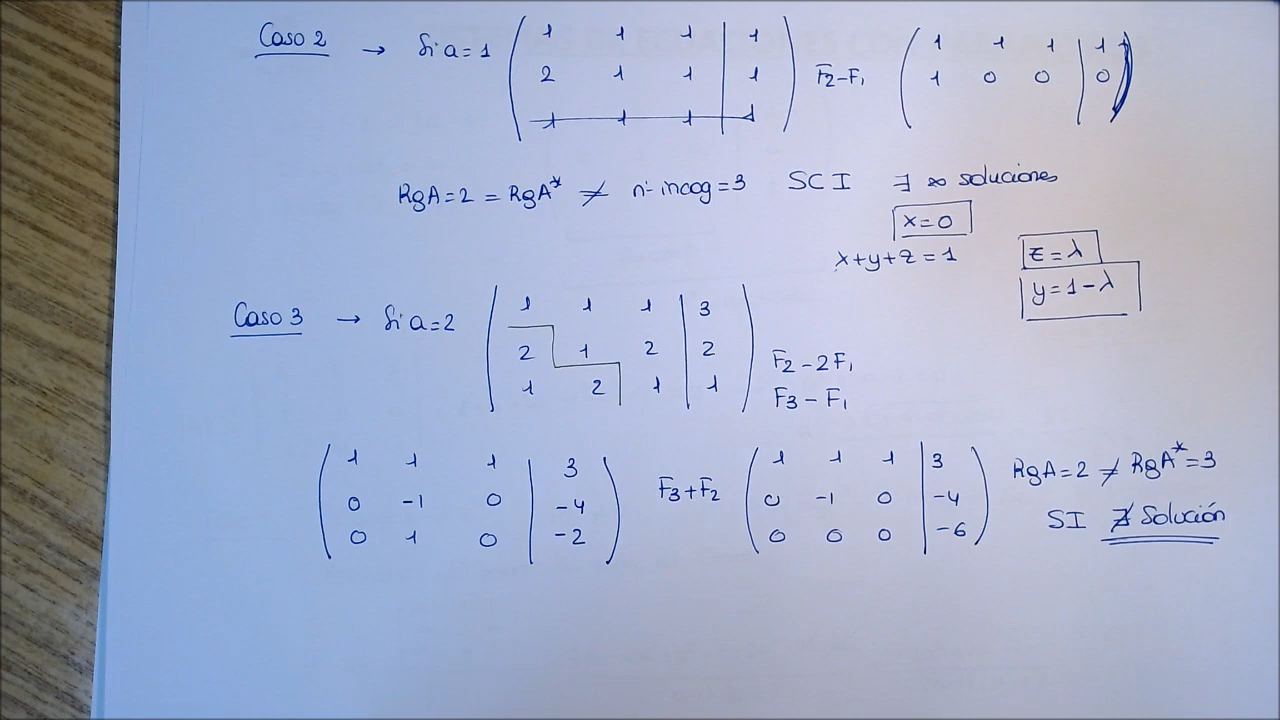 Caso 2 → Si a=1 ( 1 1 1 | 1 ) ( 1 1 1 | 1 )
2 1 1 | 1 F₂-F₁ 1 0 0 | 0
1 1 1 | 1
RgA=2 = RgA* ≠ nº incog=3 SCI ∃ ∞ soluciones
x=0
x+y+z=1 z=λ
y=1-λ
Caso 3 → Si a=2 ( 1 1 1 | 3 )
2 1 2 | 2 F₂-2F₁
1 2 1 | 1 F₃-F₁
( 1 1 1 | 3 ) ( 1 1 1 | 3 ) RgA=2 ≠ RgA*=3
0 -1 0 | -4 F₃+F₂ 0 -1 0 | -4
0 1 0 | -2 0 0 0 | -6 SI ∄ Solución